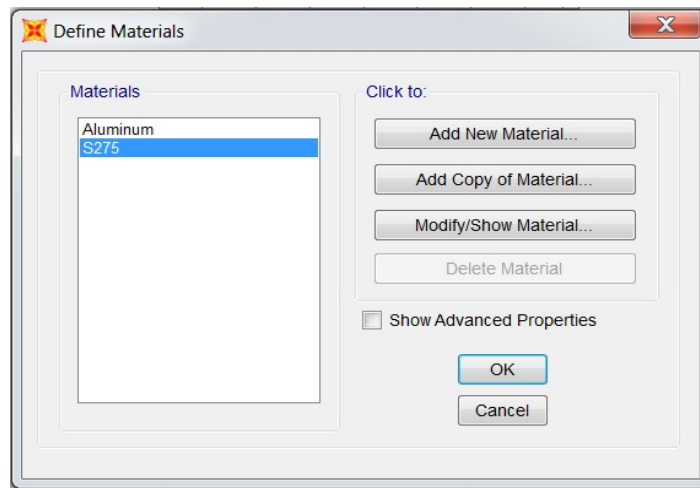 Define Materials
Materials
Aluminum
S275
Click to:
Add New Material...
Add Copy of Material...
Modify/Show Material...
Delete Material
Show Advanced Properties
OK
Cancel